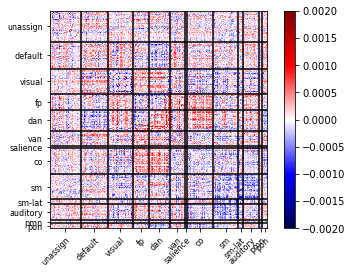 unassign
default
visual
fp
dan
van
salience
co
sm
sm-lat
auditory
pmn
pon
unassign
default
visual
fp
dan
van
salience
co
sm
sm-lat
auditory
0.0020
0.0015
0.0010
0.0005
0.0000
−0.0005
−0.0010
−0.0015
−0.0020